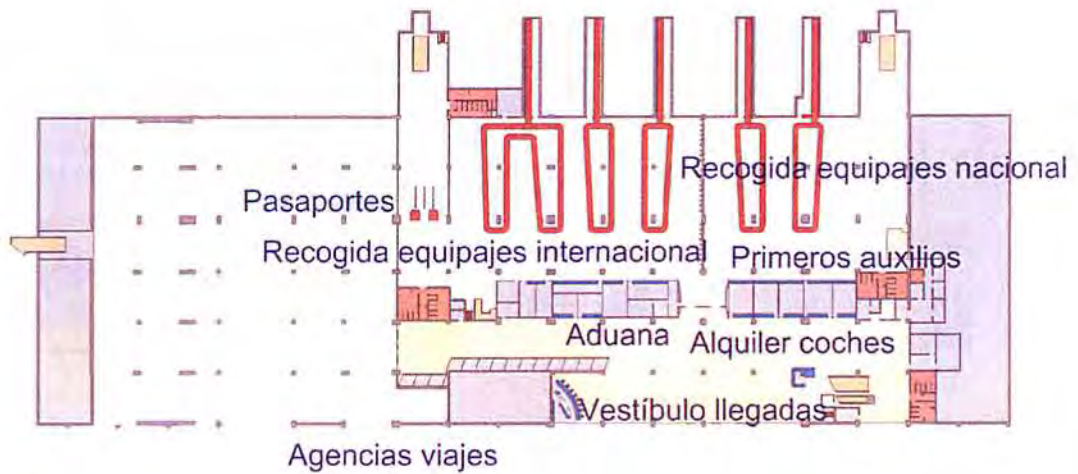 Recogida equipajes nacional
Pasaportes
Recogida equipajes internacional
Primeros auxilios
Aduana
Alquiler coches
Vestíbulo llegadas
Agencias viajes